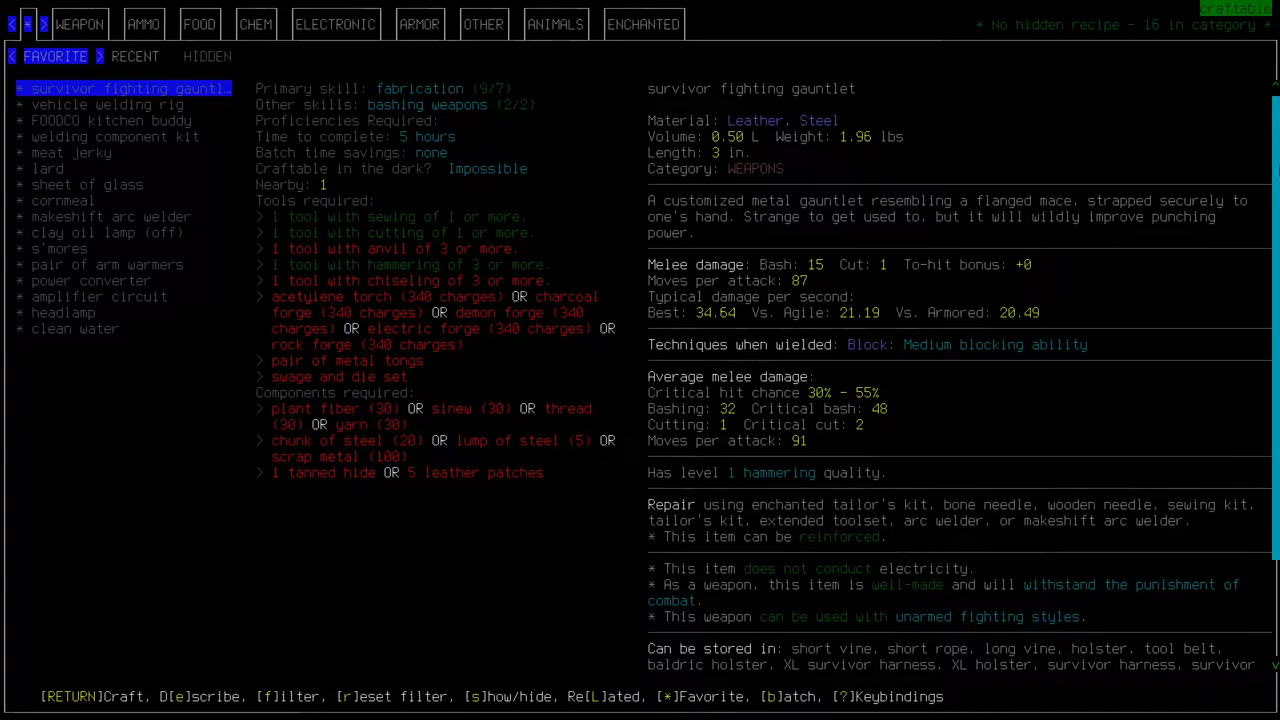 craftable
< * > WEAPON AMMO FOOD CHEM ELECTRONIC ARMOR OTHER ANIMALS ENCHANTED * No hidden recipe - 16 in category *
< FAVORITE > RECENT HIDDEN
* survivor fighting gauntl…
* vehicle welding rig
* FOODCO kitchen buddy
* welding component kit
* meat jerky
* lard
* sheet of glass
* cornmeal
* makeshift arc welder
* clay oil lamp (off)
* s'mores
* pair of arm warmers
* power converter
* amplifier circuit
* headlamp
* clean water
Primary skill: fabrication (9/7)
Other skills: bashing weapons (2/2)
Proficiencies Required:
Time to complete: 5 hours
Batch time savings: none
Craftable in the dark? Impossible
Nearby: 1
Tools required:
> 1 tool with sewing of 1 or more.
> 1 tool with cutting of 1 or more.
> 1 tool with anvil of 3 or more.
> 1 tool with hammering of 3 or more.
> 1 tool with chiseling of 3 or more.
> acetylene torch (340 charges) OR charcoal
forge (340 charges) OR demon forge (340
charges) OR electric forge (340 charges) OR
rock forge (340 charges)
> pair of metal tongs
> swage and die set
Components required:
> plant fiber (30) OR sinew (30) OR thread
(30) OR yarn (30)
> chunk of steel (20) OR lump of steel (5) OR
scrap metal (100)
> 1 tanned hide OR 5 leather patches
survivor fighting gauntlet
Material: Leather, Steel
Volume: 0.50 L Weight: 1.96 lbs
Length: 3 in.
Category: WEAPONS
A customized metal gauntlet resembling a flanged mace, strapped securely to
one's hand. Strange to get used to, but it will wildly improve punching
power.
Melee damage: Bash: 15 Cut: 1 To-hit bonus: +0
Moves per attack: 87
Typical damage per second:
Best: 34.64 Vs. Agile: 21.19 Vs. Armored: 20.49
Techniques when wielded: Block: Medium blocking ability
Average melee damage:
Critical hit chance 30% - 55%
Bashing: 32 Critical bash: 48
Cutting: 1 Critical cut: 2
Moves per attack: 91
Has level 1 hammering quality.
Repair using enchanted tailor's kit, bone needle, wooden needle, sewing kit,
tailor's kit, extended toolset, arc welder, or makeshift arc welder.
* This item can be reinforced.
* This item does not conduct electricity.
* As a weapon, this item is well-made and will withstand the punishment of
combat.
* This weapon can be used with unarmed fighting styles.
Can be stored in: short vine, short rope, long vine, holster, tool belt,
baldric holster, XL survivor harness, XL holster, survivor harness, survivor
[RETURN]Craft, D[e]scribe, [f]ilter, [r]eset filter, [s]how/hide, Re[L]ated, [*]Favorite, [b]atch, [?]Keybindings